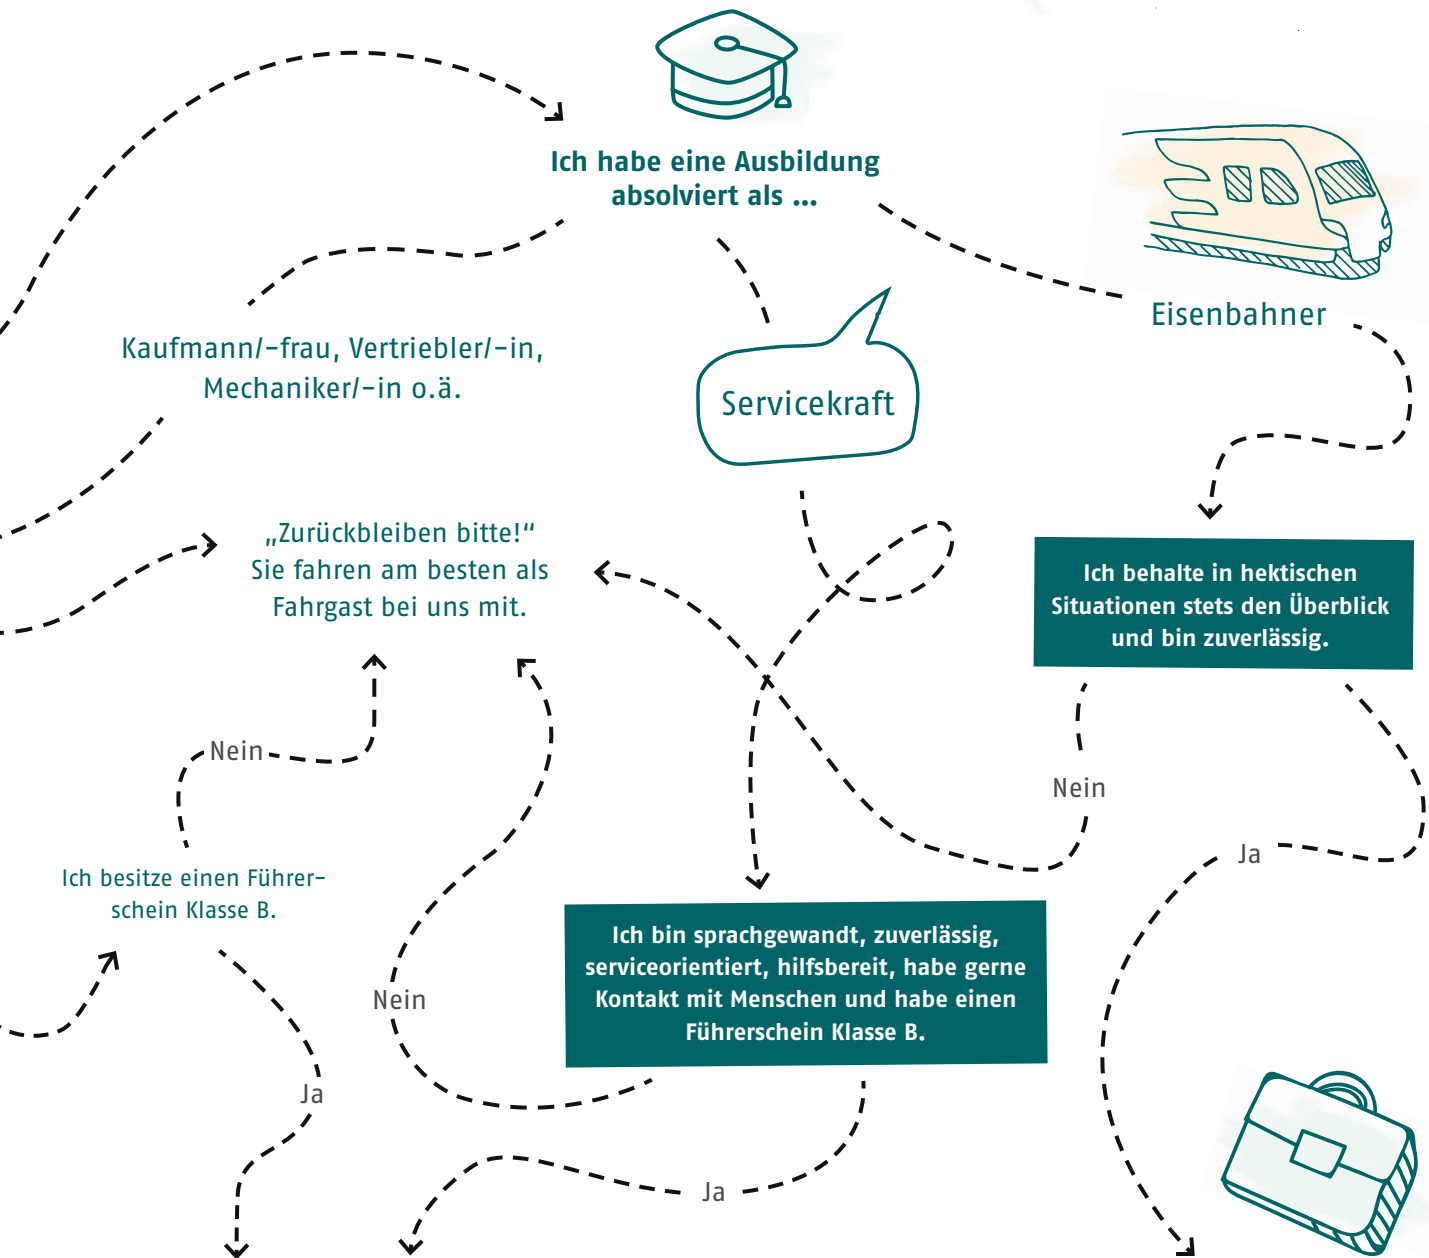 Ich habe eine Ausbildung
absolviert als ...
Eisenbahner
Kaufmann/-frau, Vertriebler/-in,
Mechaniker/-in o.ä.
Servicekraft
„Zurückbleiben bitte!“
Sie fahren am besten als
Fahrgast bei uns mit.
Ich behalte in hektischen
Situationen stets den Überblick
und bin zuverlässig.
Nein
Nein
Ja
Ich besitze einen Führer-
schein Klasse B.
Ich bin sprachgewandt, zuverlässig,
serviceorientiert, hilfsbereit, habe gerne
Kontakt mit Menschen und habe einen
Führerschein Klasse B.
Nein
Ja
Ja